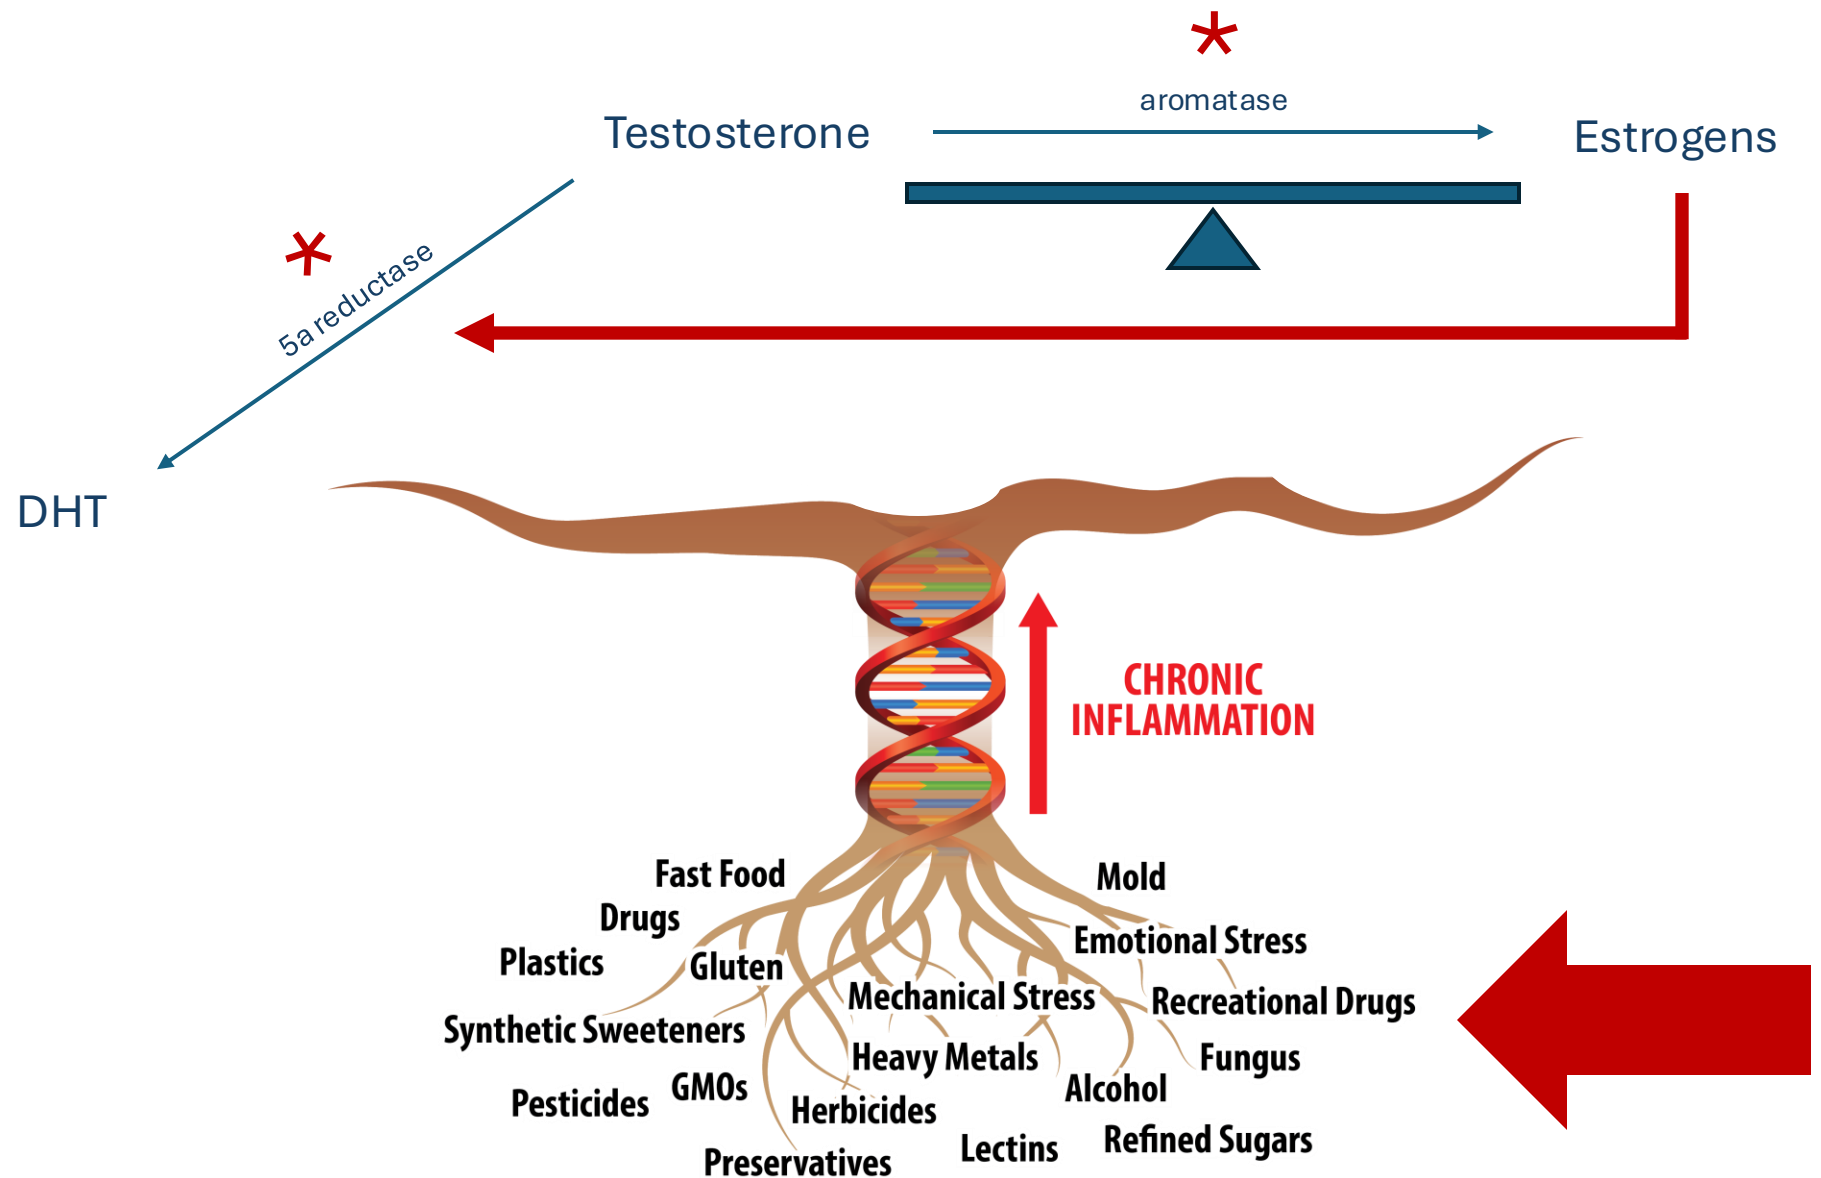 *
aromatase
Testosterone
Estrogens
*
5a reductase
DHT
CHRONIC
INFLAMMATION
Fast Food
Mold
Drugs
Emotional Stress
Plastics
Gluten
Mechanical Stress
Recreational Drugs
Synthetic Sweeteners
Heavy Metals
Fungus
GMOs
Alcohol
Pesticides
Herbicides
Refined Sugars
Lectins
Preservatives